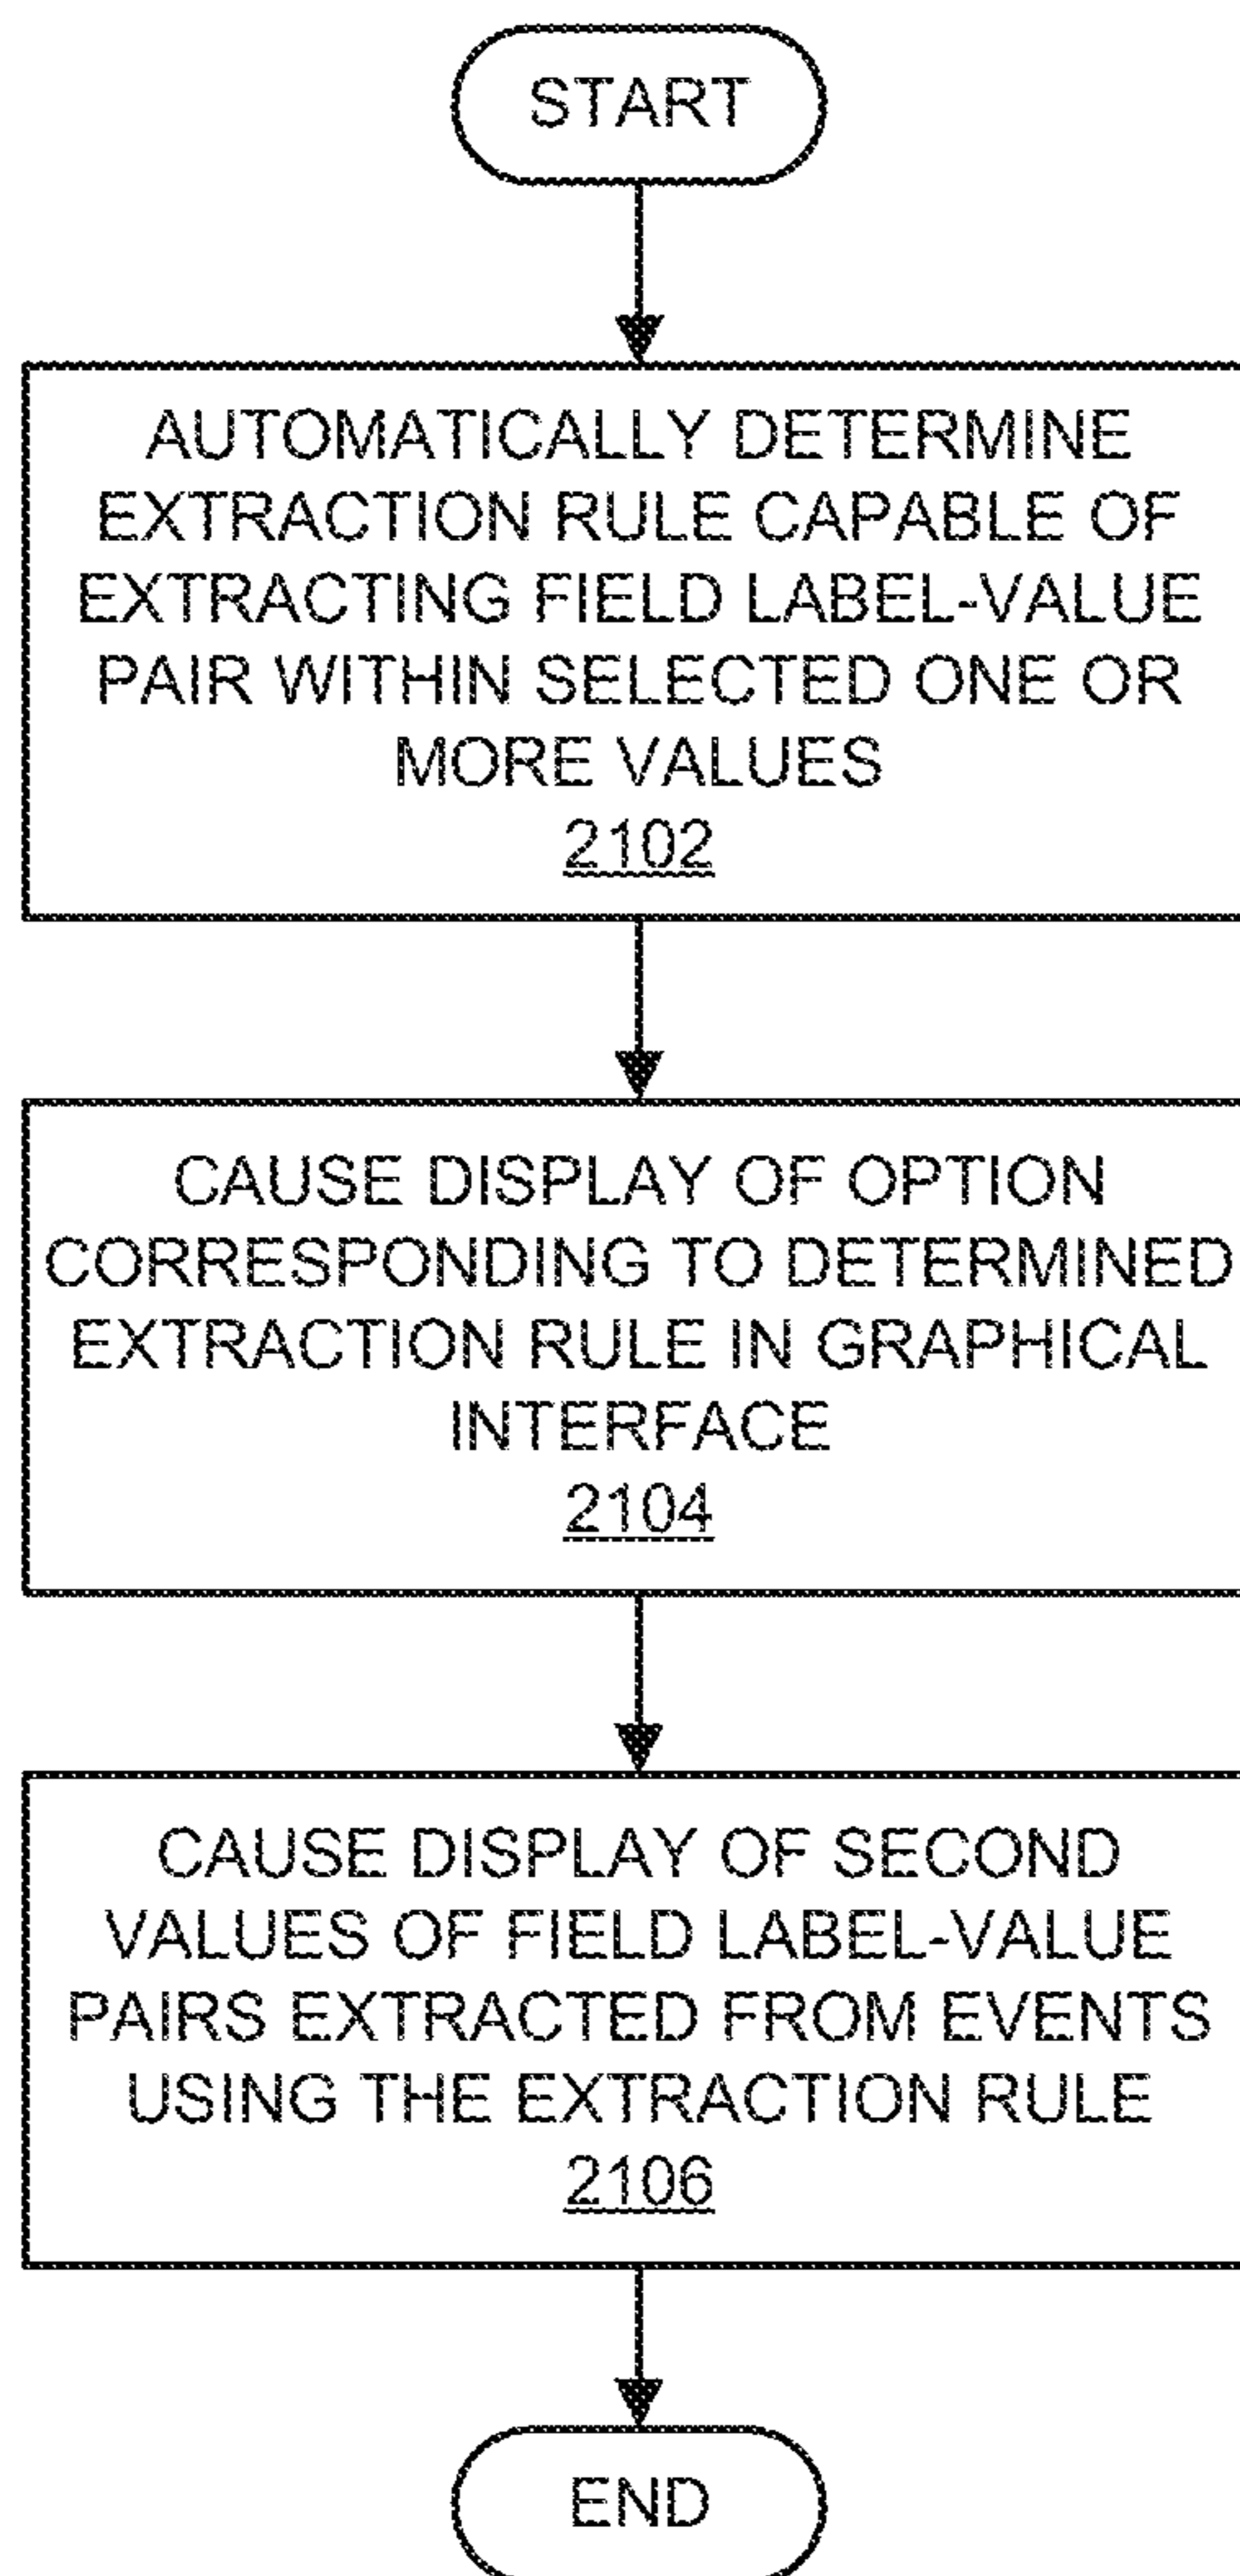 START
AUTOMATICALLY DETERMINE
EXTRACTION RULE CAPABLE OF
EXTRACTING FIELD LABEL-VALUE
PAIR WITHIN SELECTED ONE OR
MORE VALUES
2102
CAUSE DISPLAY OF OPTION
CORRESPONDING TO DETERMINED
EXTRACTION RULE IN GRAPHICAL
INTERFACE
2104
CAUSE DISPLAY OF SECOND
VALUES OF FIELD LABEL-VALUE
PAIRS EXTRACTED FROM EVENTS
USING THE EXTRACTION RULE
2106
END